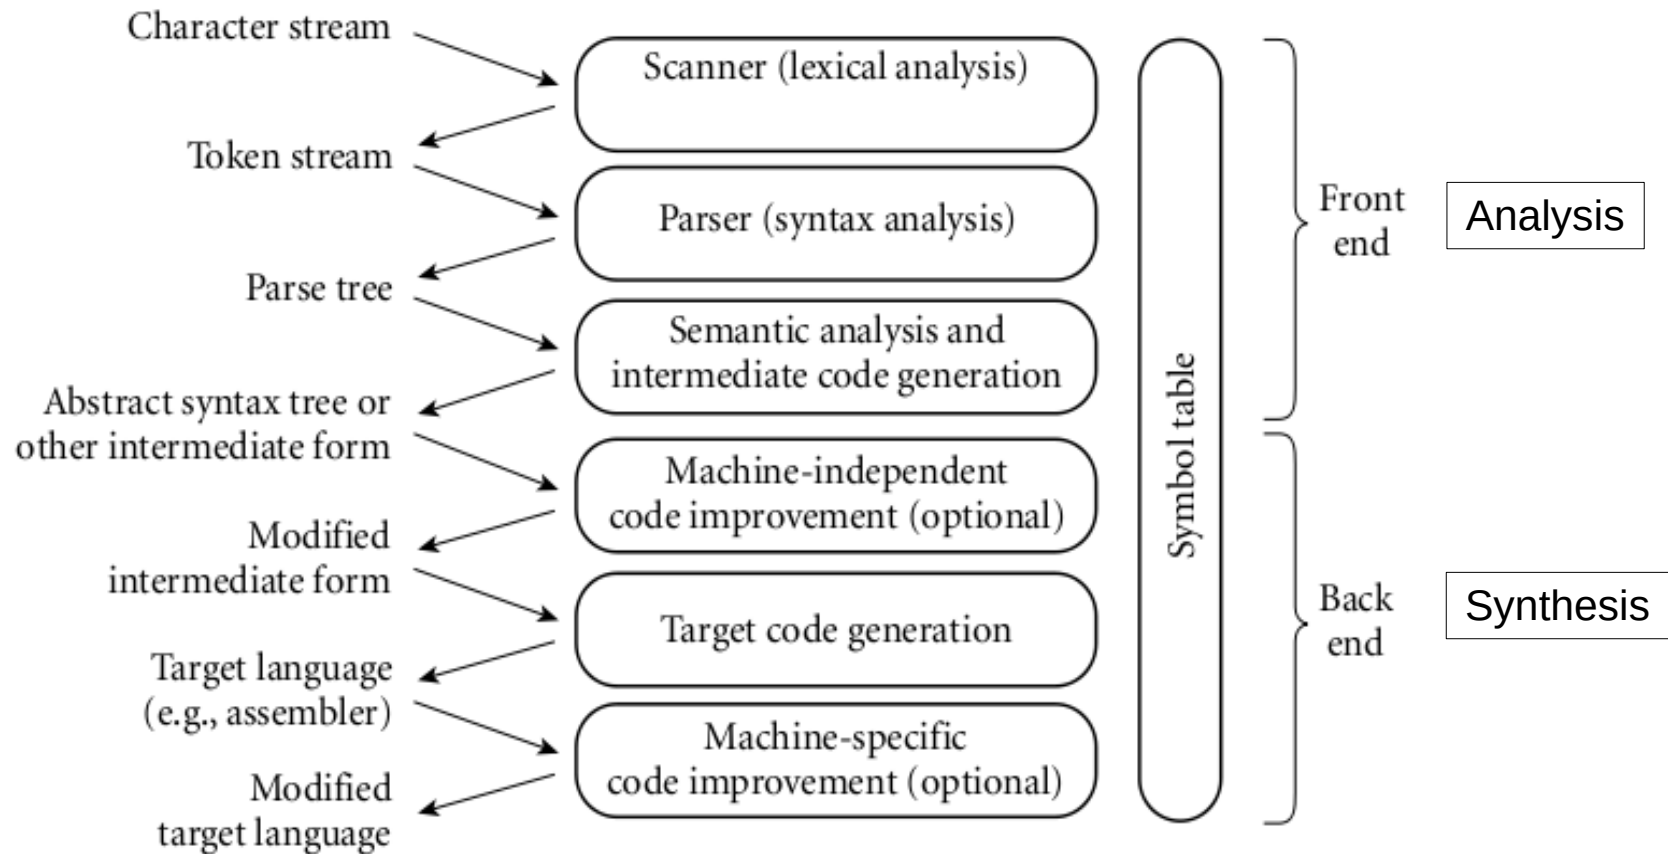 Character stream
Scanner (lexical analysis)
Token stream
Parser (syntax analysis)
Parse tree
Semantic analysis and
intermediate code generation
Abstract syntax tree or
other intermediate form
Machine-independent
code improvement (optional)
Modified
intermediate form
Target code generation
Target language
(e.g., assembler)
Machine-specific
code improvement (optional)
Modified
target language
Symbol table
Front
end
Analysis
Back
end
Synthesis